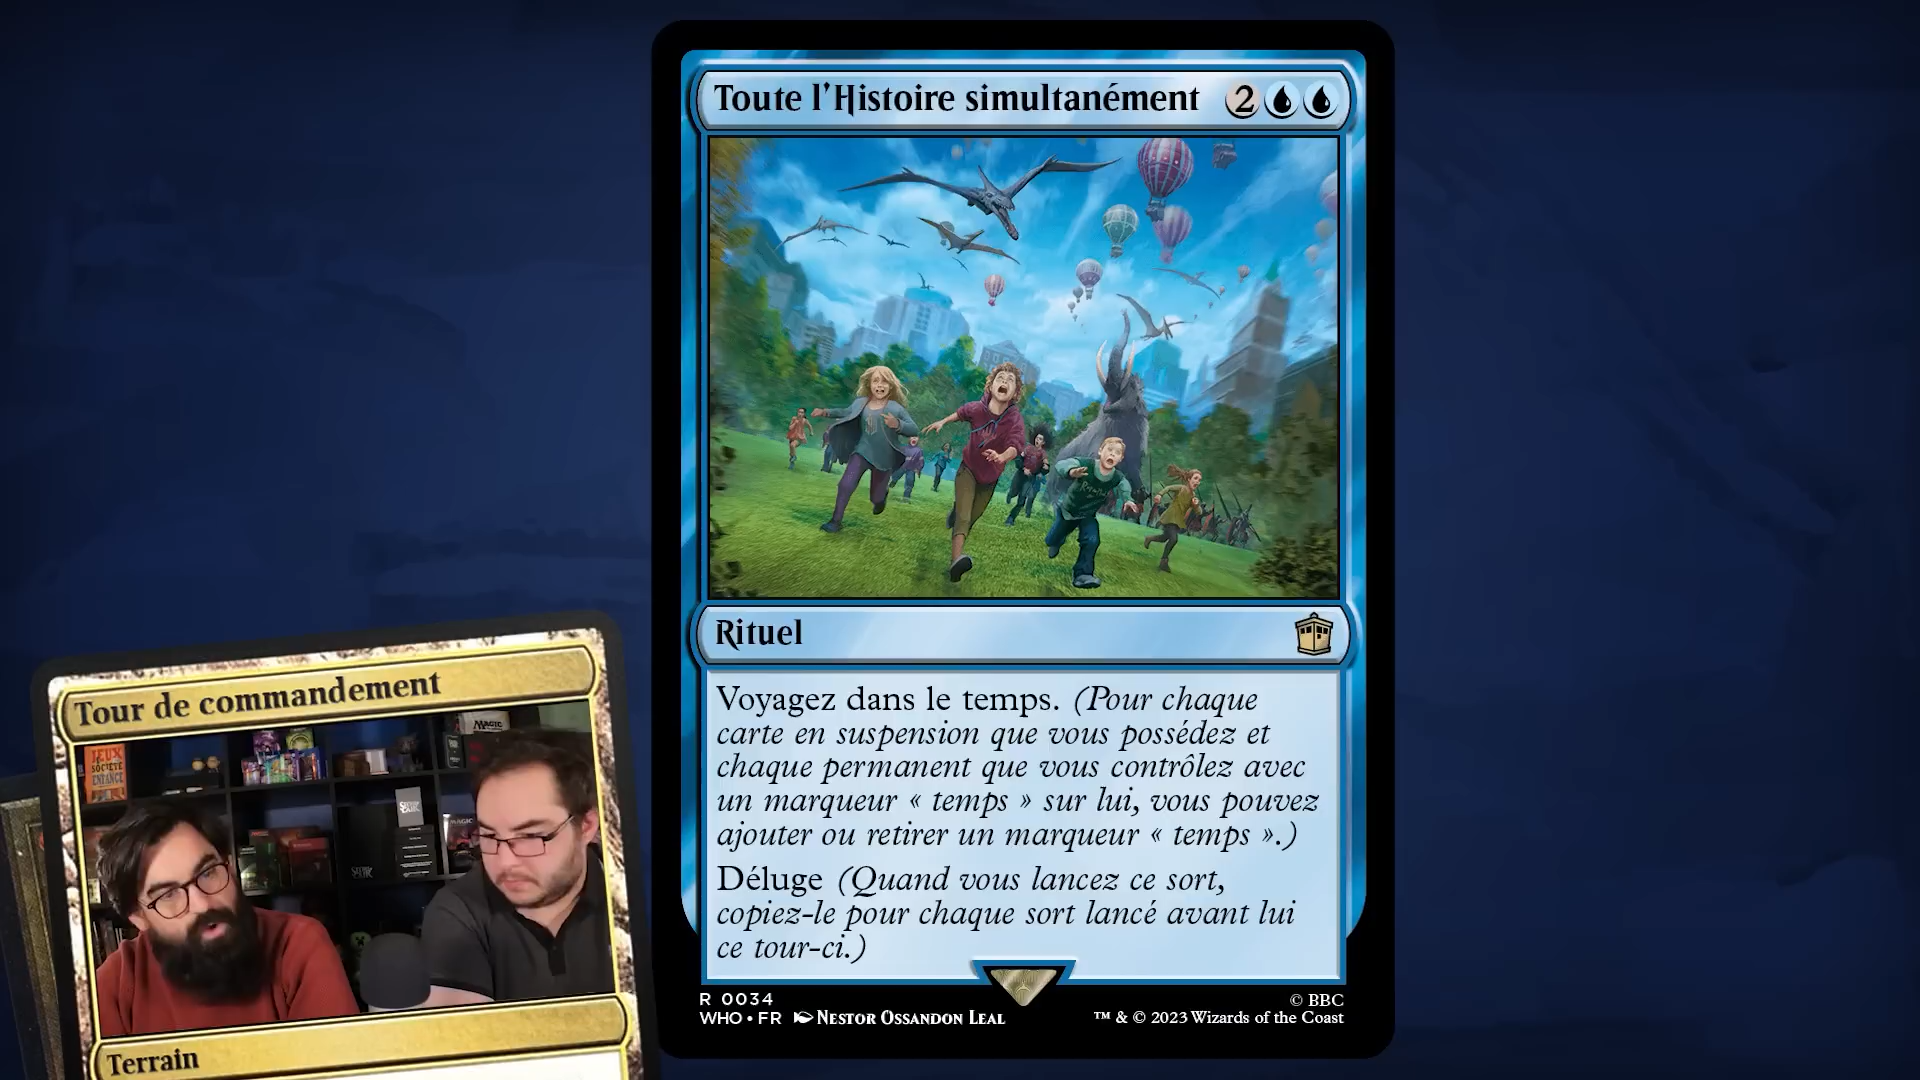 Toute l'Histoire simultanément 2
Rituel
Voyagez dans le temps. (Pour chaque
carte en suspension que vous possédez et
chaque permanent que vous contrôlez avec
un marqueur « temps » sur lui, vous pouvez
ajouter ou retirer un marqueur « temps ».)
Déluge (Quand vous lancez ce sort,
copiez-le pour chaque sort lancé avant lui
ce tour-ci.)
R 0034
WHO • FR NESTOR OSSANDON LEAL
© BBC
™ & © 2023 Wizards of the Coast
Tour de commandement
JEUX
SOCIÉTÉ
ENFANCE
MAGIC
MAGIC
Terrain